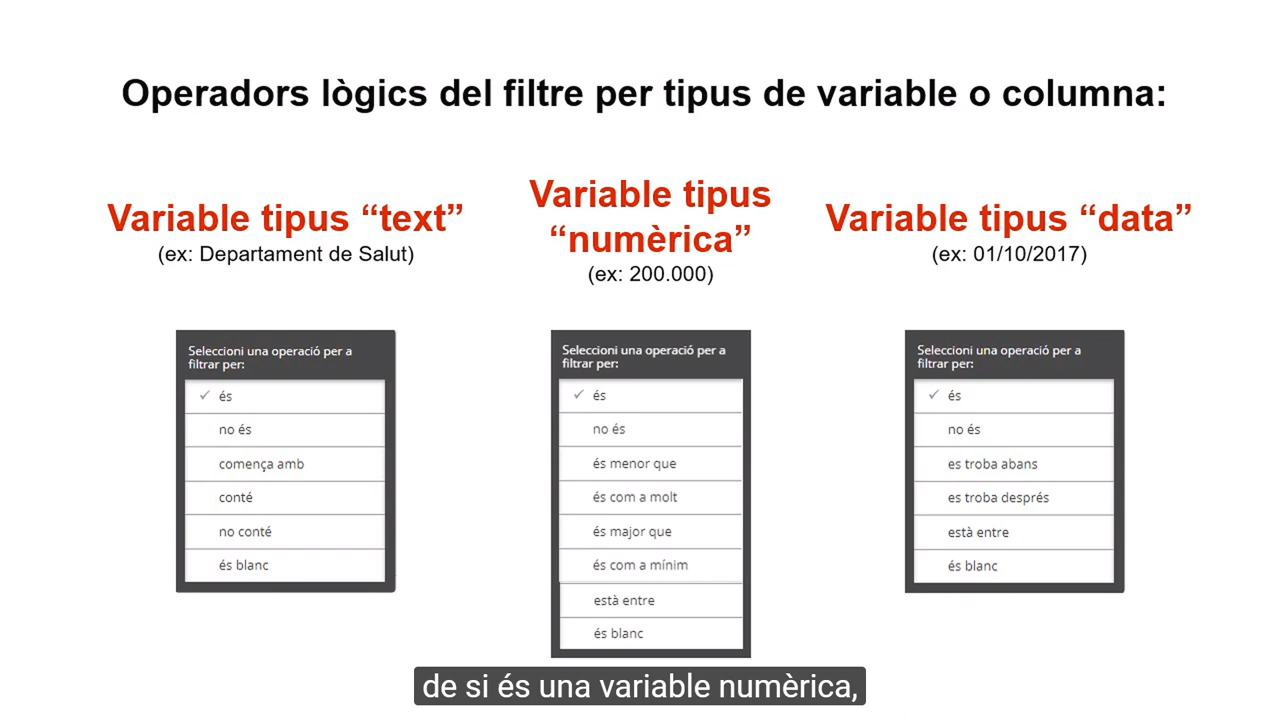 Operadors lògics del filtre per tipus de variable o columna:
Variable tipus “text”
(ex: Departament de Salut)
Seleccioni una operació per a
filtrar per:
és
no és
comença amb
conté
no conté
és blanc
Variable tipus
“numèrica”
(ex: 200.000)
Seleccioni una operació per a
filtrar per:
és
no és
és menor que
és com a molt
és major que
és com a mínim
està entre
és blanc
Variable tipus “data”
(ex: 01/10/2017)
Seleccioni una operació per a
filtrar per:
és
no és
es troba abans
es troba després
està entre
és blanc
de si és una variable numèrica,